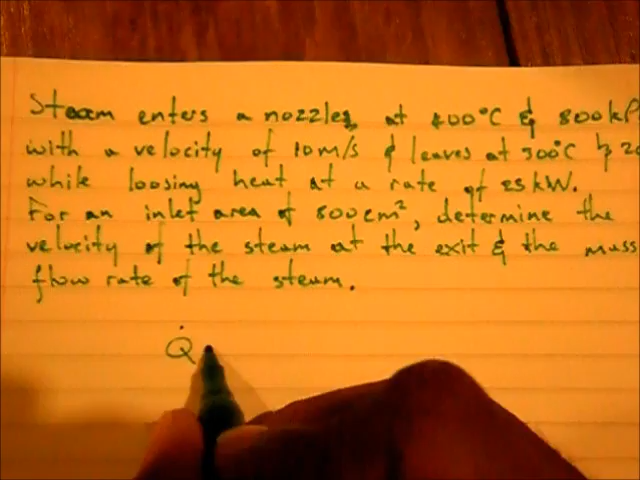 Steam enters a nozzles at 400°C & 800kP
with a velocity of 10m/s & leaves at 300°C & 20
while loosing heat at a rate of 25kW.
For an inlet area of 800cm², determine the
velocity of the steam at the exit & the mass
flow rate of the steam.
Q̇